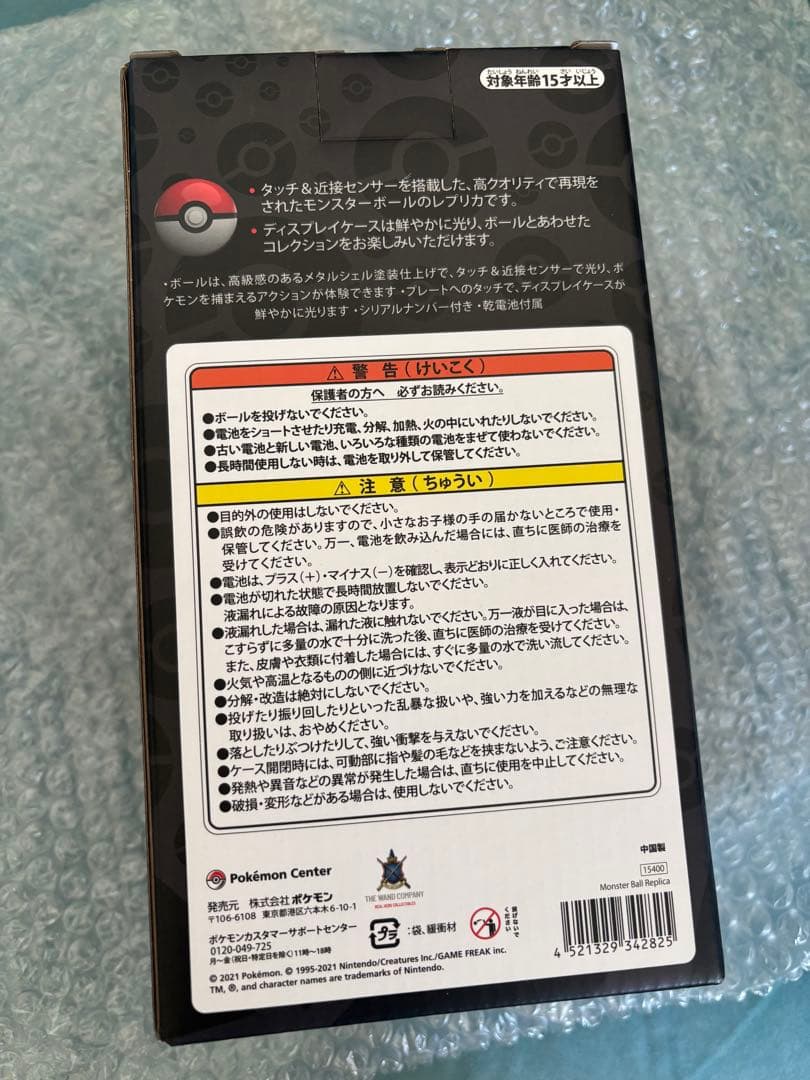 対象年齢15才以上
• タッチ&近接センサーを搭載した、高クオリティで再現を
されたモンスターボールのレプリカです。
• ディスプレイケースは鮮やかに光り、ボールとあわせた
コレクションをお楽しみいただけます。
・ボールは、高級感のあるメタルシェル塗装仕上げで、タッチ&近接センサーで光り、ポ
ケモンを捕まえるアクションが体験できます・プレートへのタッチで、ディスプレイケースが
鮮やかに光ります・シリアルナンバー付き・乾電池付属
⚠ 警 告(けいこく)
保護者の方へ 必ずお読みください。
●ボールを投げないでください。
●電池をショートさせたり充電、分解、加熱、火の中にいれたりしないでください。
●古い電池と新しい電池、いろいろな種類の電池をまぜて使わないでください。
●長時間使用しない時は、電池を取り外して保管してください。
⚠ 注 意(ちゅうい)
●目的外の使用はしないでください。
●誤飲の危険がありますので、小さなお子様の手の届かないところで使用・
保管してください。万一、電池を飲み込んだ場合には、直ちに医師の治療を
受けてください。
●電池は、プラス(+)・マイナス(−)を確認し、表示どおりに正しく入れてください。
●電池が切れた状態で長時間放置しないでください。
液漏れによる故障の原因となります。
●液漏れした場合は、漏れた液に触れないでください。万一液が目に入った場合は、
こすらずに多量の水で十分に洗った後、直ちに医師の治療を受けてください。
また、皮膚や衣類に付着した場合には、すぐに多量の水で洗い流してください。
●火気や高温となるものの側に近づけないでください。
●分解・改造は絶対にしないでください。
●投げたり振り回したりといった乱暴な扱いや、強い力を加えるなどの無理な
取り扱いは、おやめください。
●落としたりぶつけたりして、強い衝撃を与えないでください。
●ケース開閉時には、可動部に指や髪の毛などを挟まないよう、ご注意ください。
●発熱や異音などの異常が発生した場合は、直ちに使用を中止してください。
●破損・変形などがある場合は、使用しないでください。
Pokémon Center
発売元 株式会社ポケモン
〒106-6108 東京都港区六本木6-10-1
ポケモンカスタマーサポートセンター
0120-049-725
月〜金(祝日・特定日を除く)11時〜18時
THE WAND COMPANY
REAL-WORK COLLECTIBLES
プラ
:袋、緩衝材
投げないで
ください
中国製
15400
Monster Ball Replica
4 521329 342825
© 2021 Pokémon. © 1995-2021 Nintendo/Creatures Inc./GAME FREAK inc.
TM, ®, and character names are trademarks of Nintendo.